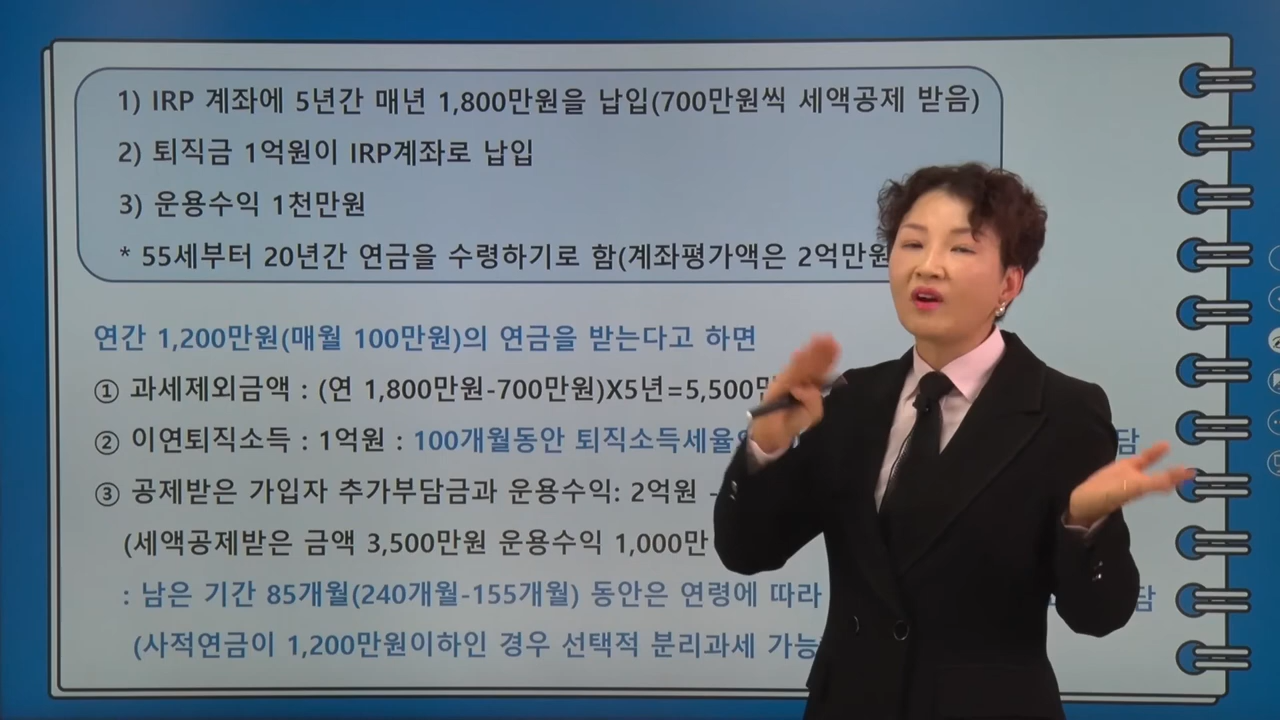 1) IRP 계좌에 5년간 매년 1,800만원을 납입(700만원씩 세액공제 받음)
2) 퇴직금 1억원이 IRP계좌로 납입
3) 운용수익 1천만원
* 55세부터 20년간 연금을 수령하기로 함(계좌평가액은 2억만원
연간 1,200만원(매월 100만원)의 연금을 받는다고 하면
① 과세제외금액 : (연 1,800만원-700만원)X5년=5,500만
② 이연퇴직소득 : 1억원 : 100개월동안 퇴직소득세율의 담
③ 공제받은 가입자 추가부담금과 운용수익: 2억원 -
(세액공제받은 금액 3,500만원 운용수익 1,000만
: 남은 기간 85개월(240개월-155개월) 동안은 연령에 따라 담
(사적연금이 1,200만원이하인 경우 선택적 분리과세 가능